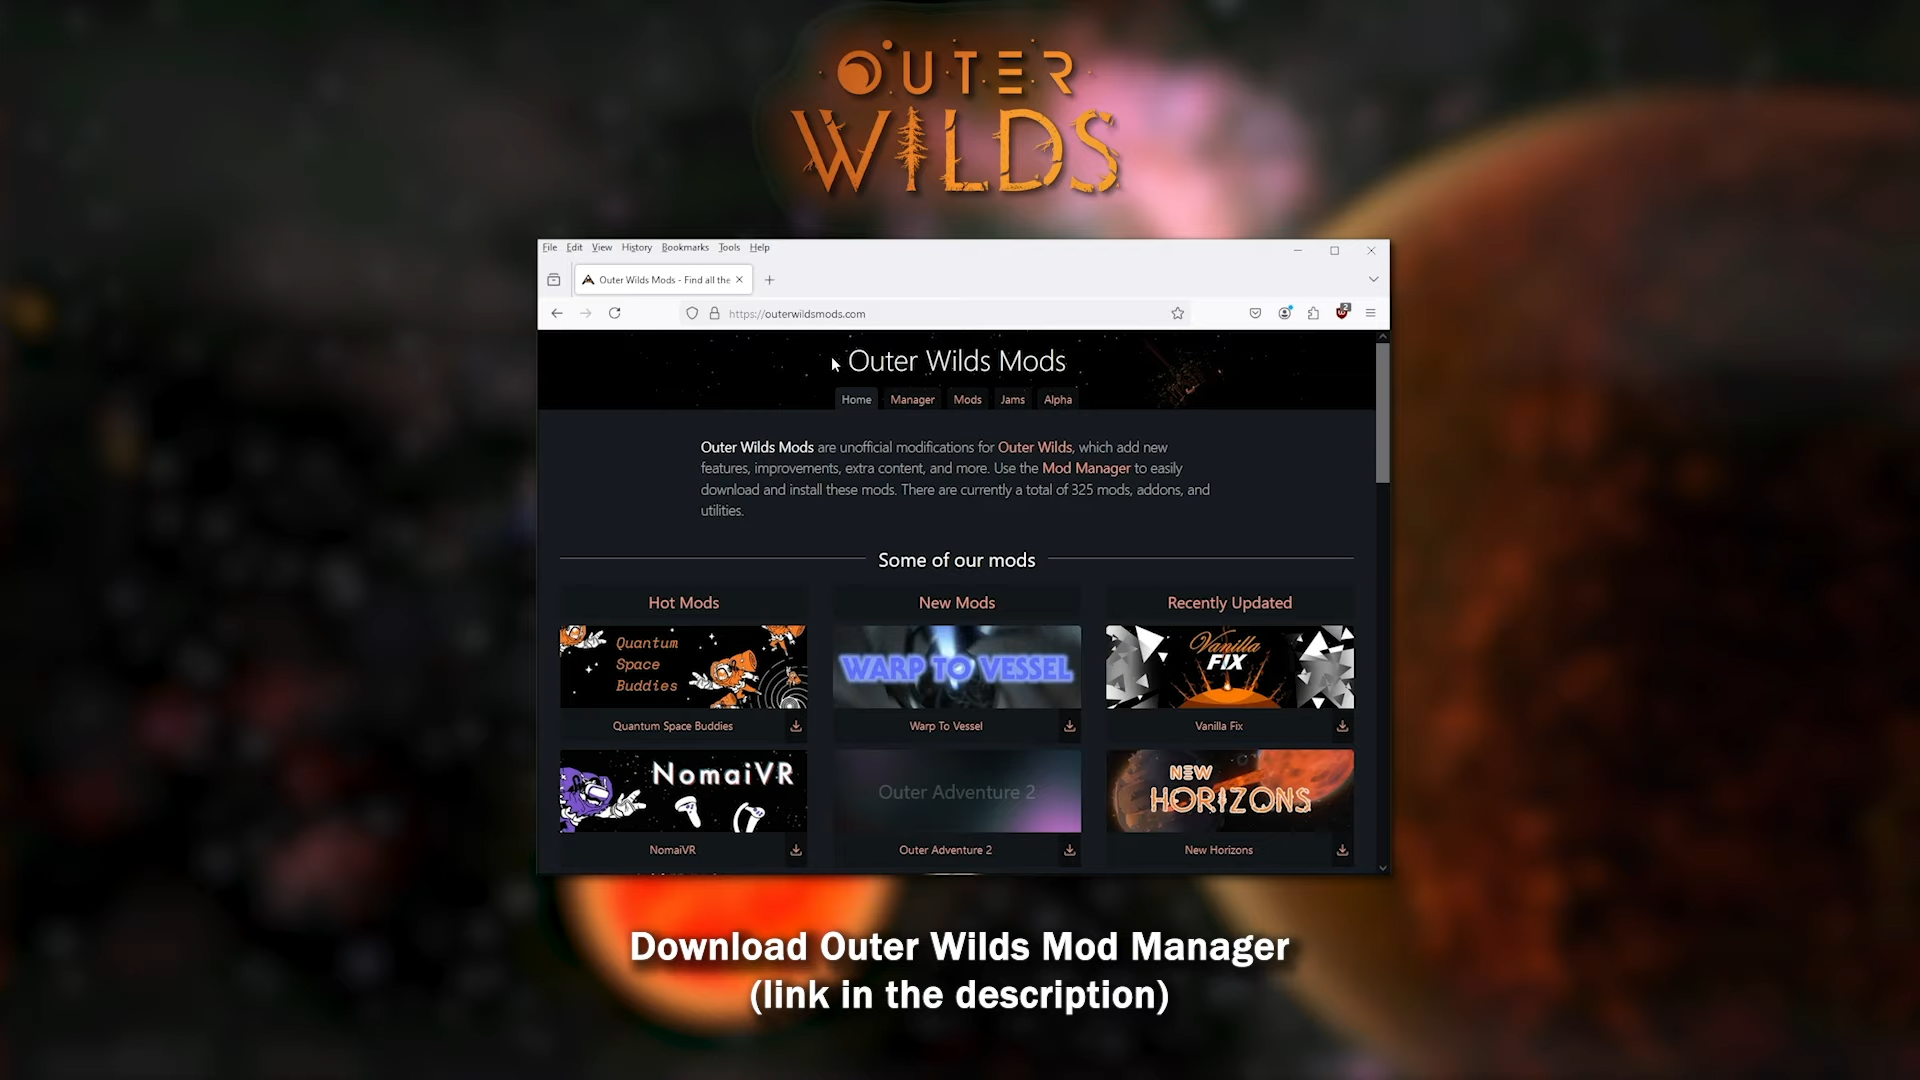 OUTER
WILDS
File Edit View History Bookmarks Tools Help
Outer Wilds Mods - Find all the
https://outerwildsmods.com
2
Outer Wilds Mods
Home Manager Mods Jams Alpha
Outer Wilds Mods are unofficial modifications for Outer Wilds, which add new
features, improvements, extra content, and more. Use the Mod Manager to easily
download and install these mods. There are currently a total of 325 mods, addons, and
utilities.
Some of our mods
Hot Mods
New Mods
Recently Updated
Quantum
Space
Buddies
WARP TO VESSEL
Vanilla
FIX
Quantum Space Buddies
Warp To Vessel
Vanilla Fix
NomaiVR
Outer Adventure 2
NEW
HORIZONS
NomaiVR
Outer Adventure 2
New Horizons
Download Outer Wilds Mod Manager
(link in the description)